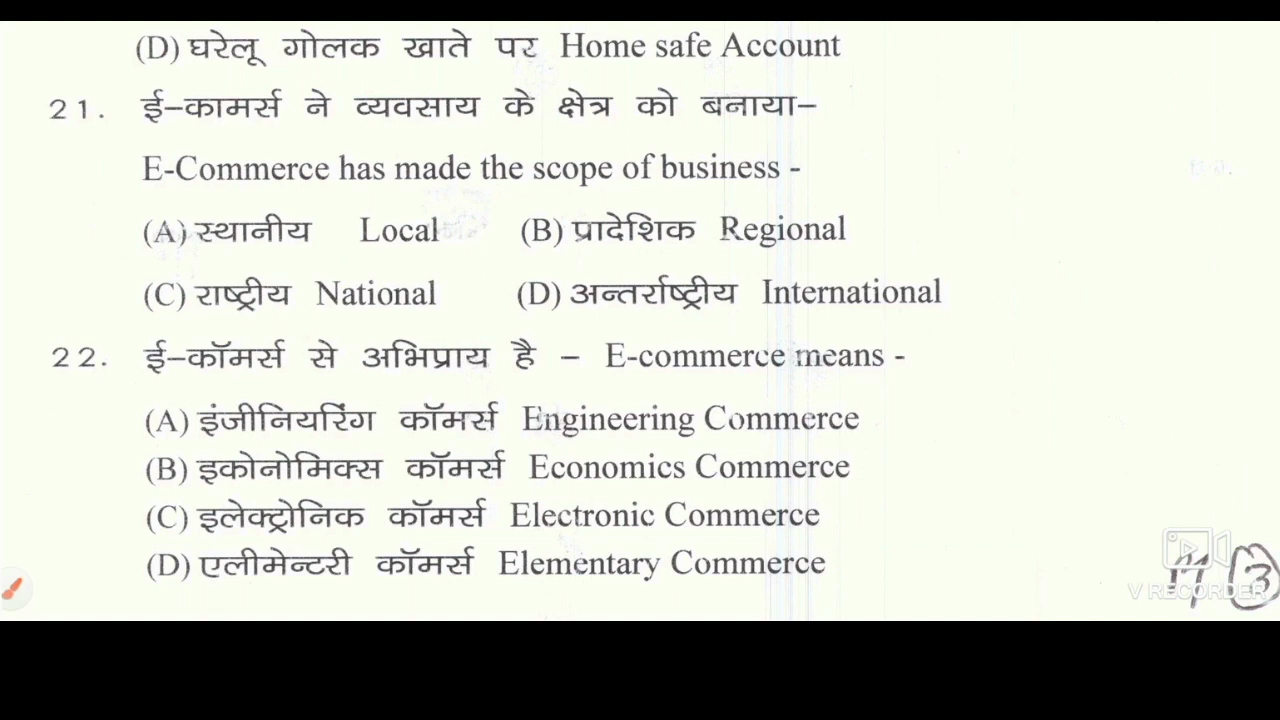 (D) घरेलू गोलक खाते पर Home safe Account
21. ई–कामर्स ने व्यवसाय के क्षेत्र को बनाया–
E-Commerce has made the scope of business -
(A) स्थानीय Local (B) प्रादेशिक Regional
(C) राष्ट्रीय National (D) अन्तर्राष्ट्रीय International
22. ई–कॉमर्स से अभिप्राय है – E-commerce means -
(A) इंजीनियरिंग कॉमर्स Engineering Commerce
(B) इकोनोमिक्स कॉमर्स Economics Commerce
(C) इलेक्ट्रोनिक कॉमर्स Electronic Commerce
(D) एलीमेन्टरी कॉमर्स Elementary Commerce
V RECORDER
3